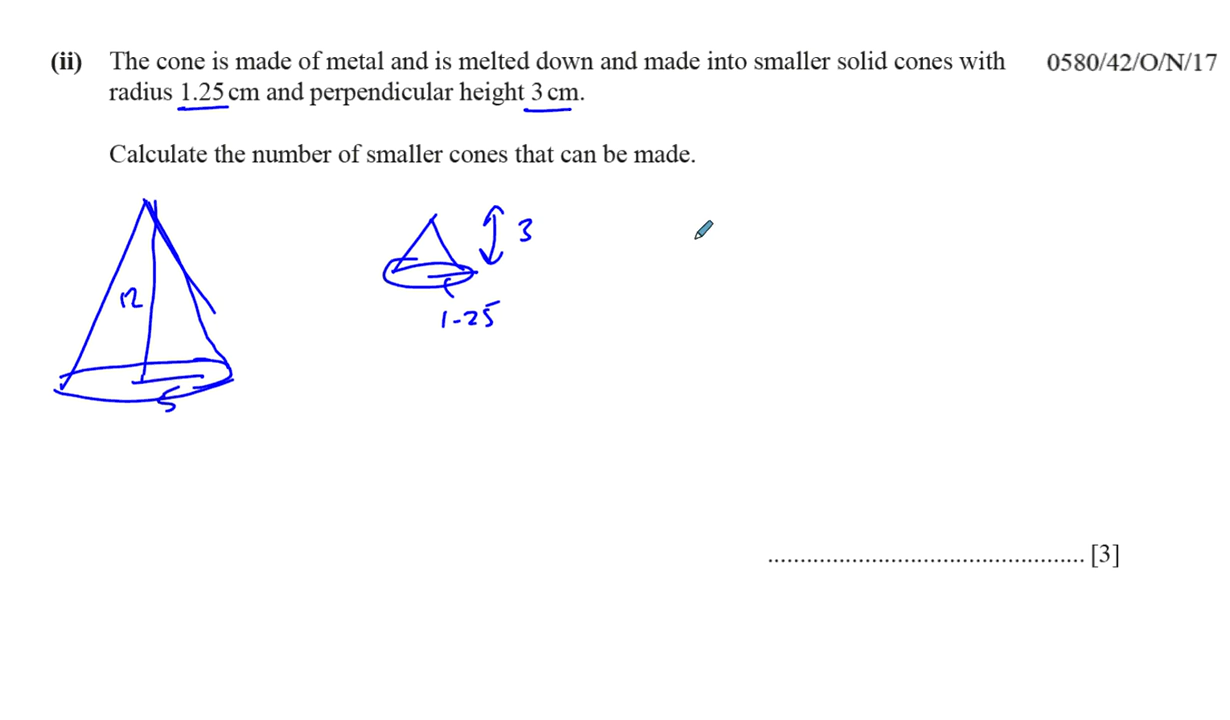 (ii) The cone is made of metal and is melted down and made into smaller solid cones with 0580/42/O/N/17
radius 1.25 cm and perpendicular height 3 cm.
Calculate the number of smaller cones that can be made.
3
12
1-25
5
.................................................... [3]